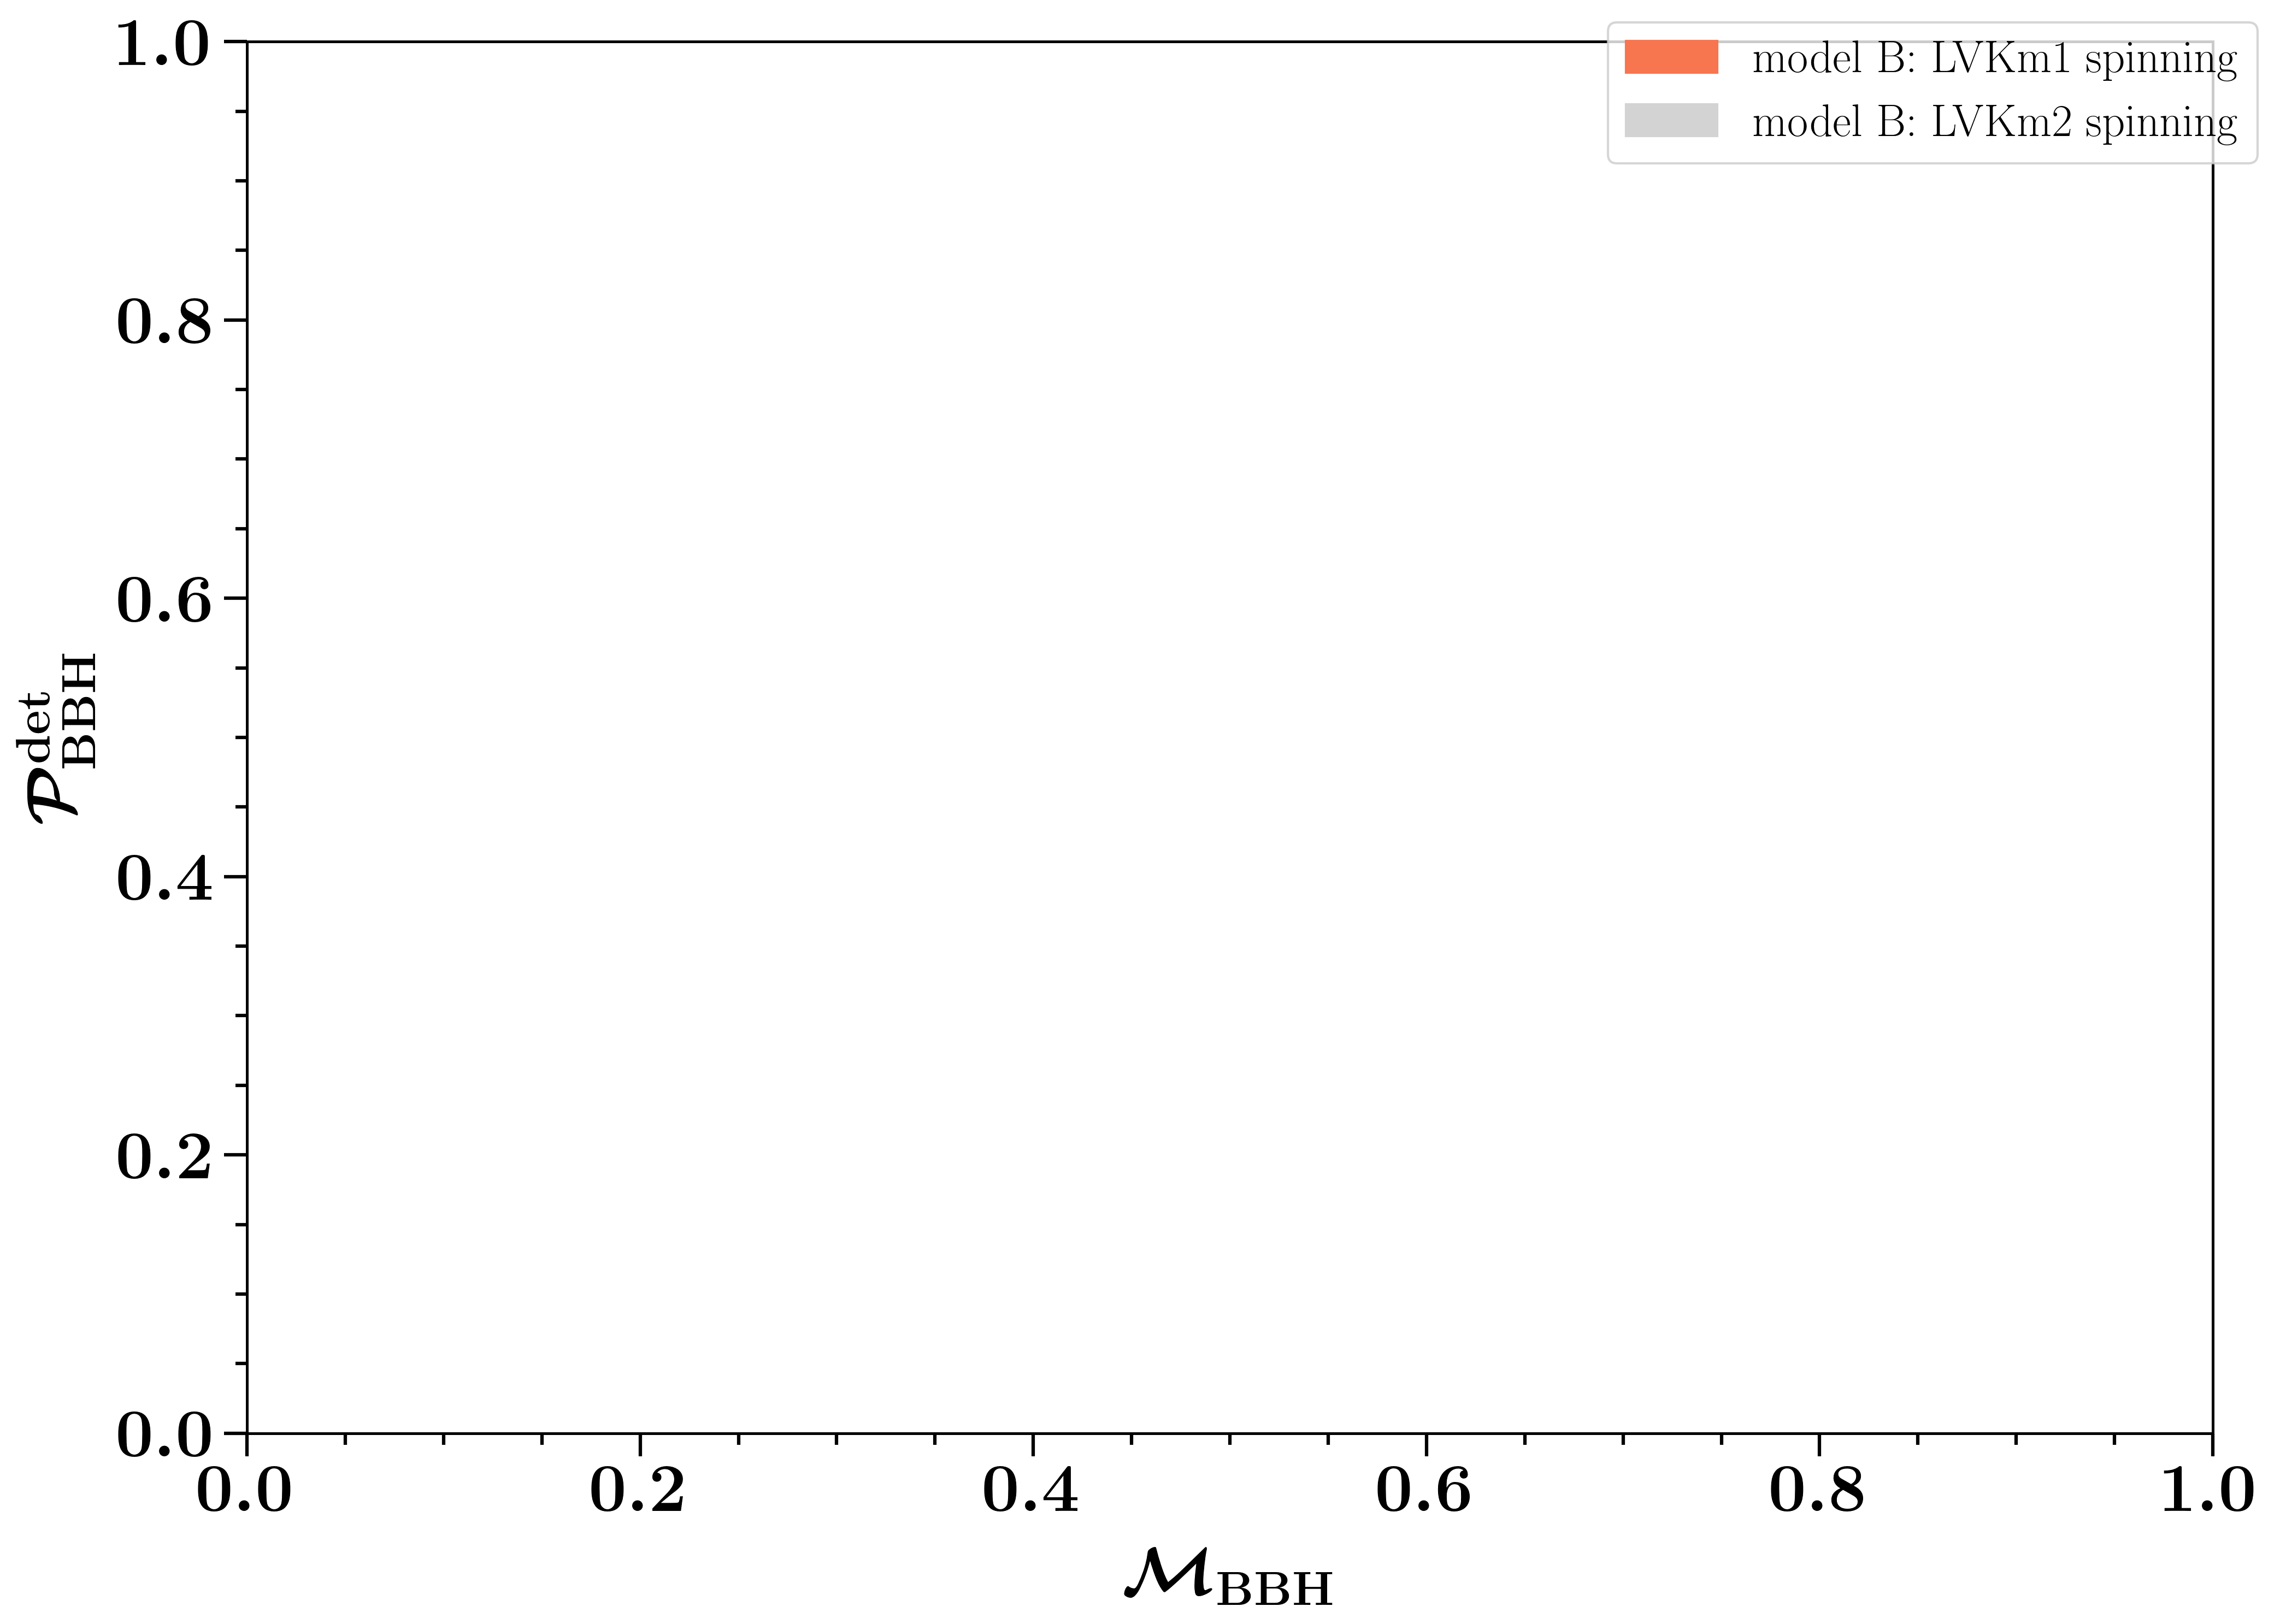 model B: LVKm1 spinning
model B: LVKm2 spinning
1.0
0.8
0.6
0.4
0.2
0.0
𝓟^det_BBH
0.0 0.2 0.4 0.6 0.8 1.0
𝓜_BBH